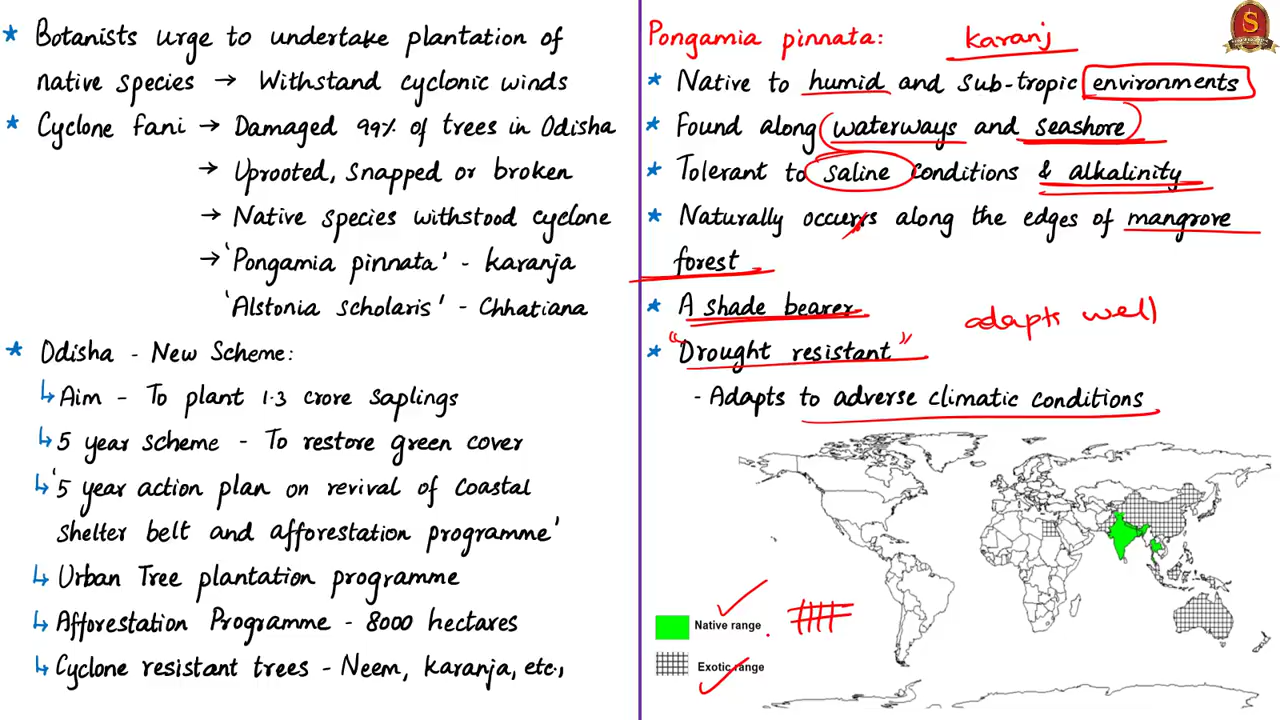 * Botanists urge to undertake plantation of
native species → Withstand cyclonic winds
* Cyclone fani → Damaged 99% of trees in Odisha
→ Uprooted, snapped or broken
→ Native species withstood cyclone
→ 'Pongamia pinnata' - karanja
'Alstonia scholaris' - Chhatiana
* Odisha - New Scheme:
↳ Aim - To plant 1.3 crore saplings
↳ 5 year scheme - To restore green cover
↳ '5 year action plan on revival of coastal
shelter belt and afforestation programme'
↳ Urban Tree plantation programme
↳ Afforestation Programme - 8000 hectares
↳ Cyclone resistant trees - Neem, karanja, etc.,
Pongamia pinnata: karanj
* Native to humid and sub-tropic environments
* Found along waterways and seashore
* Tolerant to saline conditions & alkalinity
* Naturally occurrs along the edges of mangrove
forest
* A shade bearer
adapts well
* "Drought resistant"
- Adapts to adverse climatic conditions
Native range
Exotic range
S